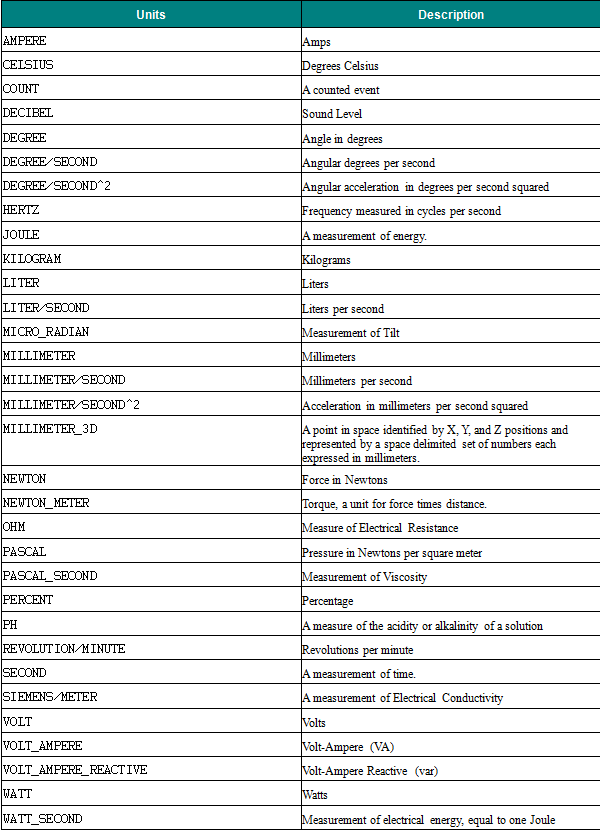 Units Description
AMPERE Amps
CELSIUS Degrees Celsius
COUNT A counted event
DECIBEL Sound Level
DEGREE Angle in degrees
DEGREE/SECOND Angular degrees per second
DEGREE/SECOND^2 Angular acceleration in degrees per second squared
HERTZ Frequency measured in cycles per second
JOULE A measurement of energy.
KILOGRAM Kilograms
LITER Liters
LITER/SECOND Liters per second
MICRO_RADIAN Measurement of Tilt
MILLIMETER Millimeters
MILLIMETER/SECOND Millimeters per second
MILLIMETER/SECOND^2 Acceleration in millimeters per second squared
MILLIMETER_3D A point in space identified by X, Y, and Z positions and
represented by a space delimited set of numbers each
expressed in millimeters.
NEWTON Force in Newtons
NEWTON_METER Torque, a unit for force times distance.
OHM Measure of Electrical Resistance
PASCAL Pressure in Newtons per square meter
PASCAL_SECOND Measurement of Viscosity
PERCENT Percentage
PH A measure of the acidity or alkalinity of a solution
REVOLUTION/MINUTE Revolutions per minute
SECOND A measurement of time.
SIEMENS/METER A measurement of Electrical Conductivity
VOLT Volts
VOLT_AMPERE Volt-Ampere (VA)
VOLT_AMPERE_REACTIVE Volt-Ampere Reactive (var)
WATT Watts
WATT_SECOND Measurement of electrical energy, equal to one Joule